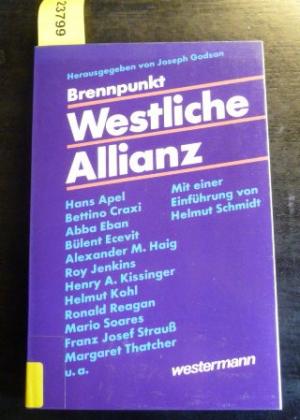 23799
Herausgegeben von Joseph Godson
Brennpunkt
Westliche
Allianz
Hans Apel
Bettino Craxi
Abba Eban
Bülent Ecevit
Alexander M. Haig
Roy Jenkins
Henry A. Kissinger
Helmut Kohl
Ronald Reagan
Mario Soares
Franz Josef Strauß
Margaret Thatcher
u. a.
Mit einer
Einführung von
Helmut Schmidt
westermann